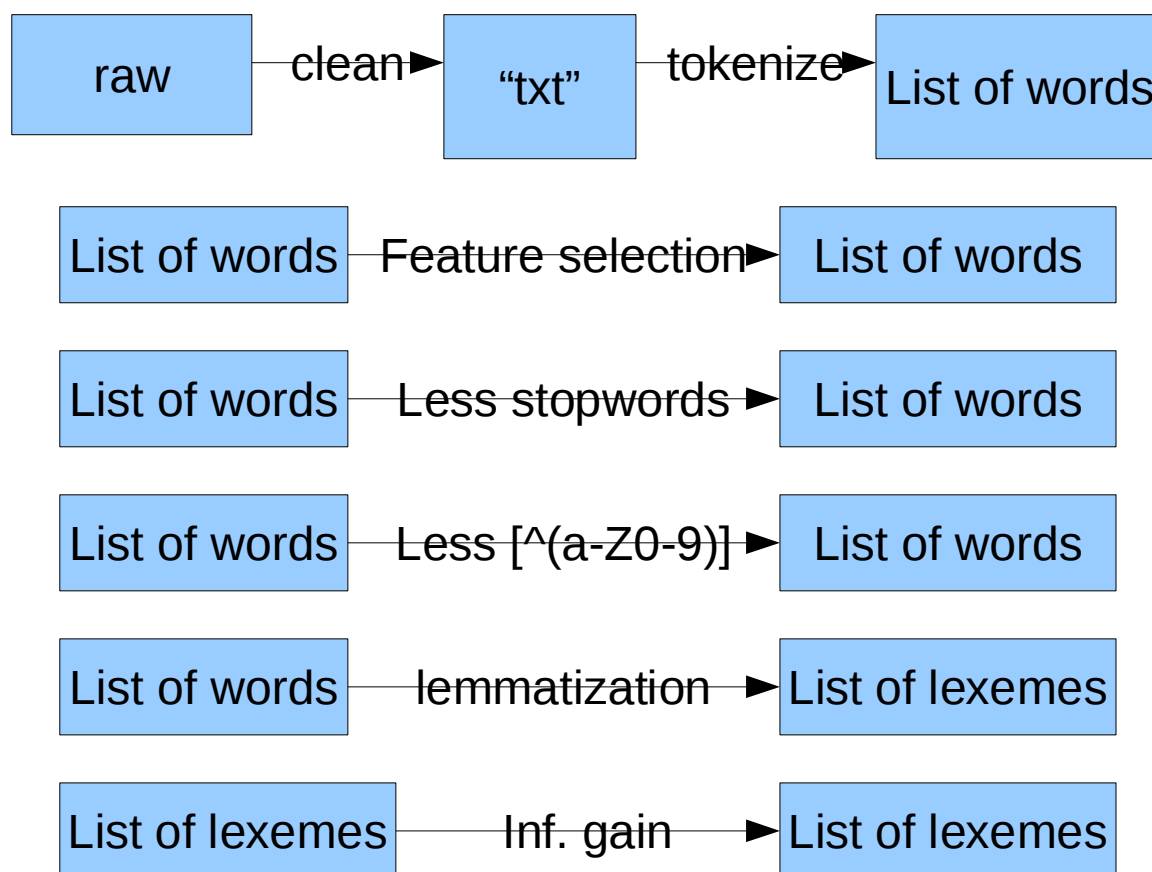 raw clean “txt” tokenize List of words
List of words Feature selection List of words
List of words Less stopwords List of words
List of words Less [^(a-Z0-9)] List of words
List of words lemmatization List of lexemes
List of lexemes Inf. gain List of lexemes